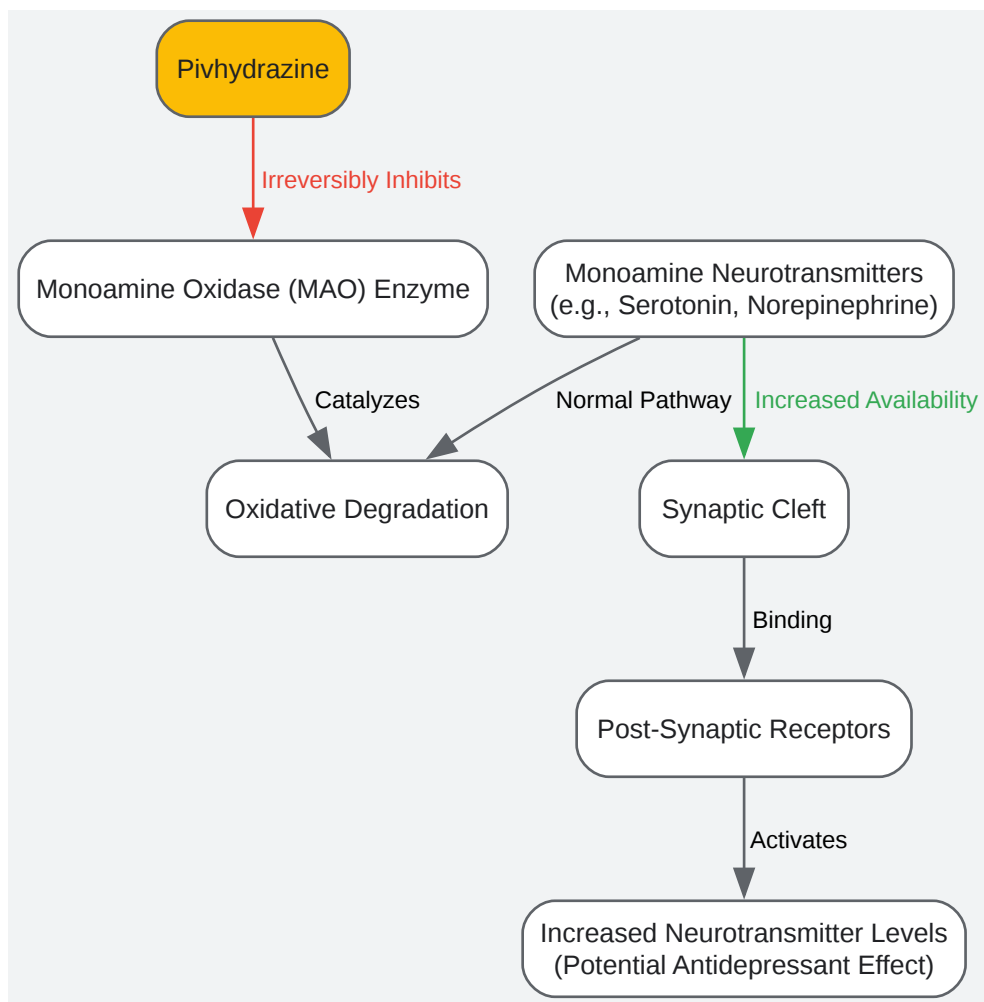 Pivhydrazine
Irreversibly Inhibits
Monoamine Oxidase (MAO) Enzyme
Monoamine Neurotransmitters
(e.g., Serotonin, Norepinephrine)
Catalyzes
Normal Pathway
Increased Availability
Oxidative Degradation
Synaptic Cleft
Binding
Post-Synaptic Receptors
Activates
Increased Neurotransmitter Levels
(Potential Antidepressant Effect)